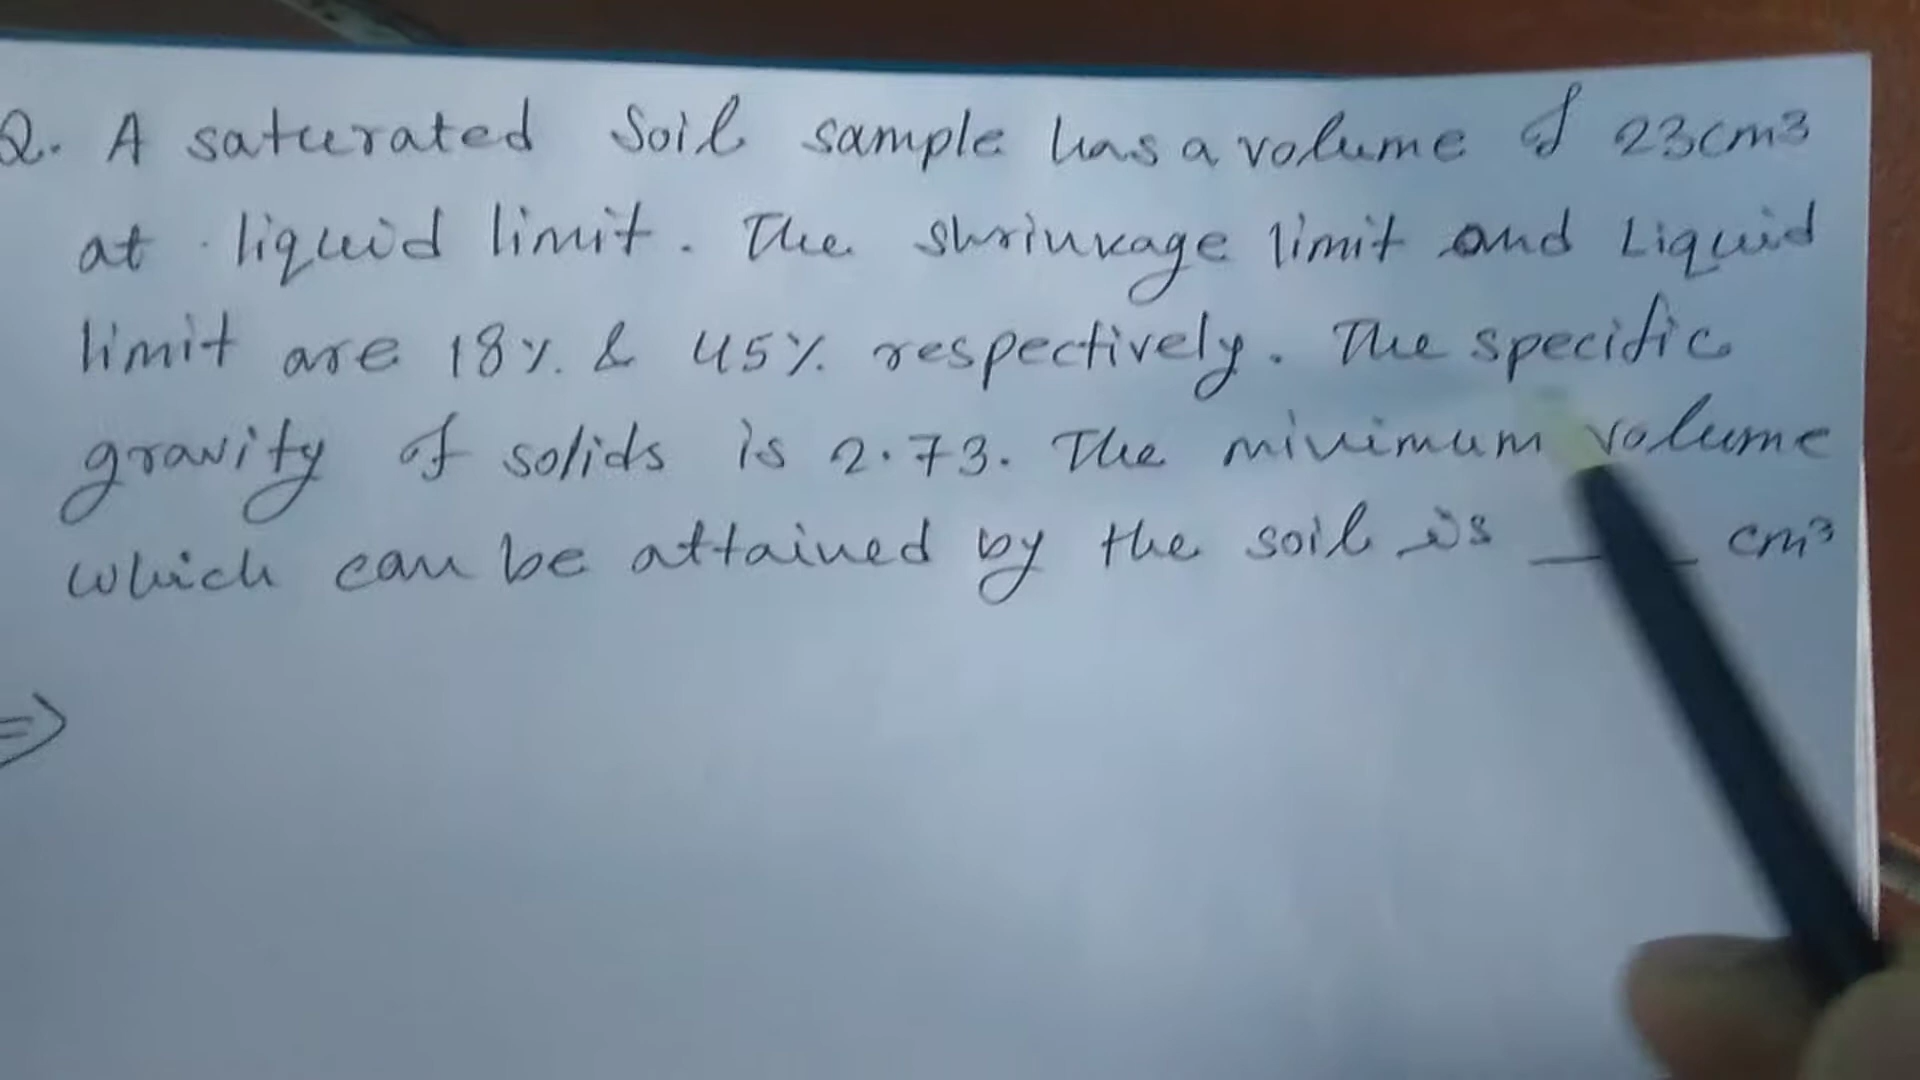 Q. A saturated soil sample has a volume of 23cm³
at liquid limit. The shrinkage limit and Liquid
limit are 18% & 45% respectively. The specific
gravity of solids is 2.73. The minimum volume
which can be attained by the soil is __ __ cm³
⇒